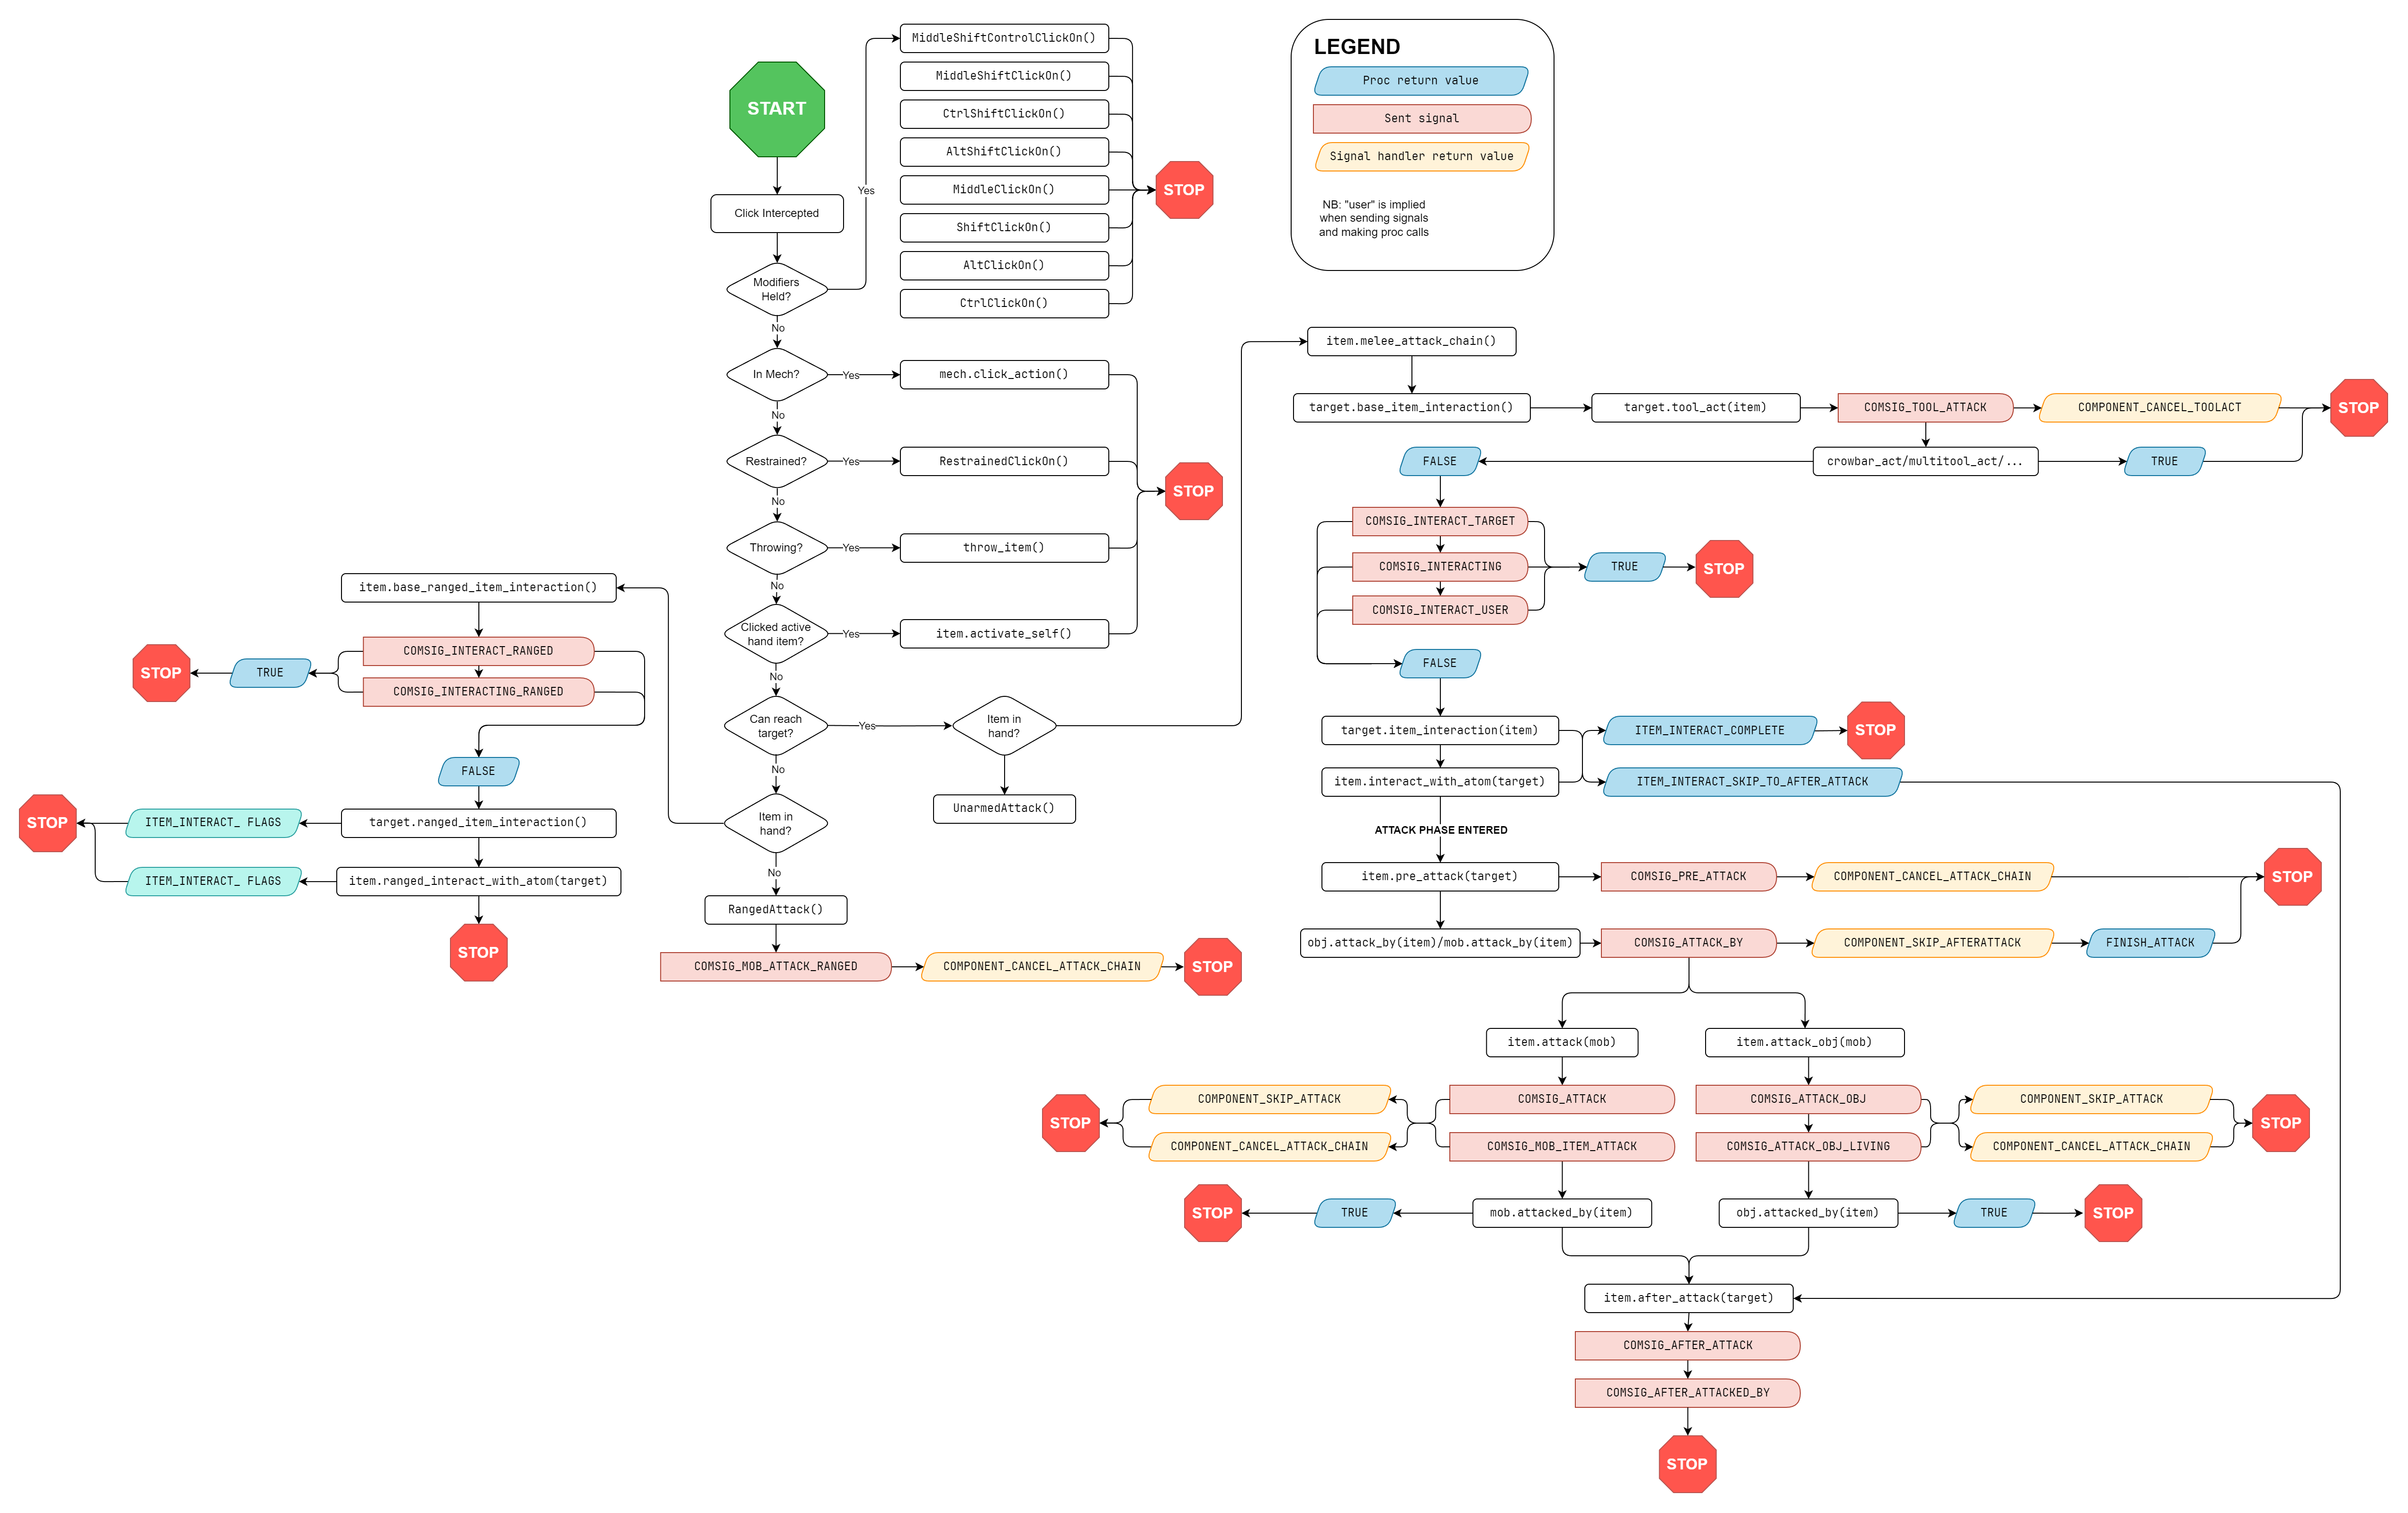 START
Click Intercepted
Modifiers
Held?
Yes
No
MiddleShiftControlClickOn()
MiddleShiftClickOn()
CtrlShiftClickOn()
AltShiftClickOn()
MiddleClickOn()
ShiftClickOn()
AltClickOn()
CtrlClickOn()
STOP
LEGEND
Proc return value
Sent signal
Signal handler return value
NB: "user" is implied
when sending signals
and making proc calls
In Mech?
Yes
mech.click_action()
No
Restrained?
Yes
RestrainedClickOn()
STOP
No
Throwing?
Yes
throw_item()
No
Clicked active
hand item?
Yes
item.activate_self()
No
Can reach
target?
Yes
Item in
hand?
UnarmedAttack()
No
Item in
hand?
No
RangedAttack()
COMSIG_MOB_ATTACK_RANGED
COMPONENT_CANCEL_ATTACK_CHAIN
STOP
item.base_ranged_item_interaction()
COMSIG_INTERACT_RANGED
COMSIG_INTERACTING_RANGED
TRUE
STOP
FALSE
target.ranged_item_interaction()
ITEM_INTERACT_ FLAGS
STOP
item.ranged_interact_with_atom(target)
ITEM_INTERACT_ FLAGS
STOP
item.melee_attack_chain()
target.base_item_interaction()
target.tool_act(item)
COMSIG_TOOL_ATTACK
COMPONENT_CANCEL_TOOLACT
STOP
FALSE
crowbar_act/multitool_act/...
TRUE
COMSIG_INTERACT_TARGET
COMSIG_INTERACTING
COMSIG_INTERACT_USER
TRUE
STOP
FALSE
target.item_interaction(item)
ITEM_INTERACT_COMPLETE
STOP
item.interact_with_atom(target)
ITEM_INTERACT_SKIP_TO_AFTER_ATTACK
ATTACK PHASE ENTERED
item.pre_attack(target)
COMSIG_PRE_ATTACK
COMPONENT_CANCEL_ATTACK_CHAIN
STOP
obj.attack_by(item)/mob.attack_by(item)
COMSIG_ATTACK_BY
COMPONENT_SKIP_AFTERATTACK
FINISH_ATTACK
item.attack(mob)
item.attack_obj(mob)
COMPONENT_SKIP_ATTACK
COMSIG_ATTACK
COMSIG_ATTACK_OBJ
COMPONENT_SKIP_ATTACK
STOP
STOP
COMPONENT_CANCEL_ATTACK_CHAIN
COMSIG_MOB_ITEM_ATTACK
COMSIG_ATTACK_OBJ_LIVING
COMPONENT_CANCEL_ATTACK_CHAIN
STOP
TRUE
mob.attacked_by(item)
obj.attacked_by(item)
TRUE
STOP
item.after_attack(target)
COMSIG_AFTER_ATTACK
COMSIG_AFTER_ATTACKED_BY
STOP